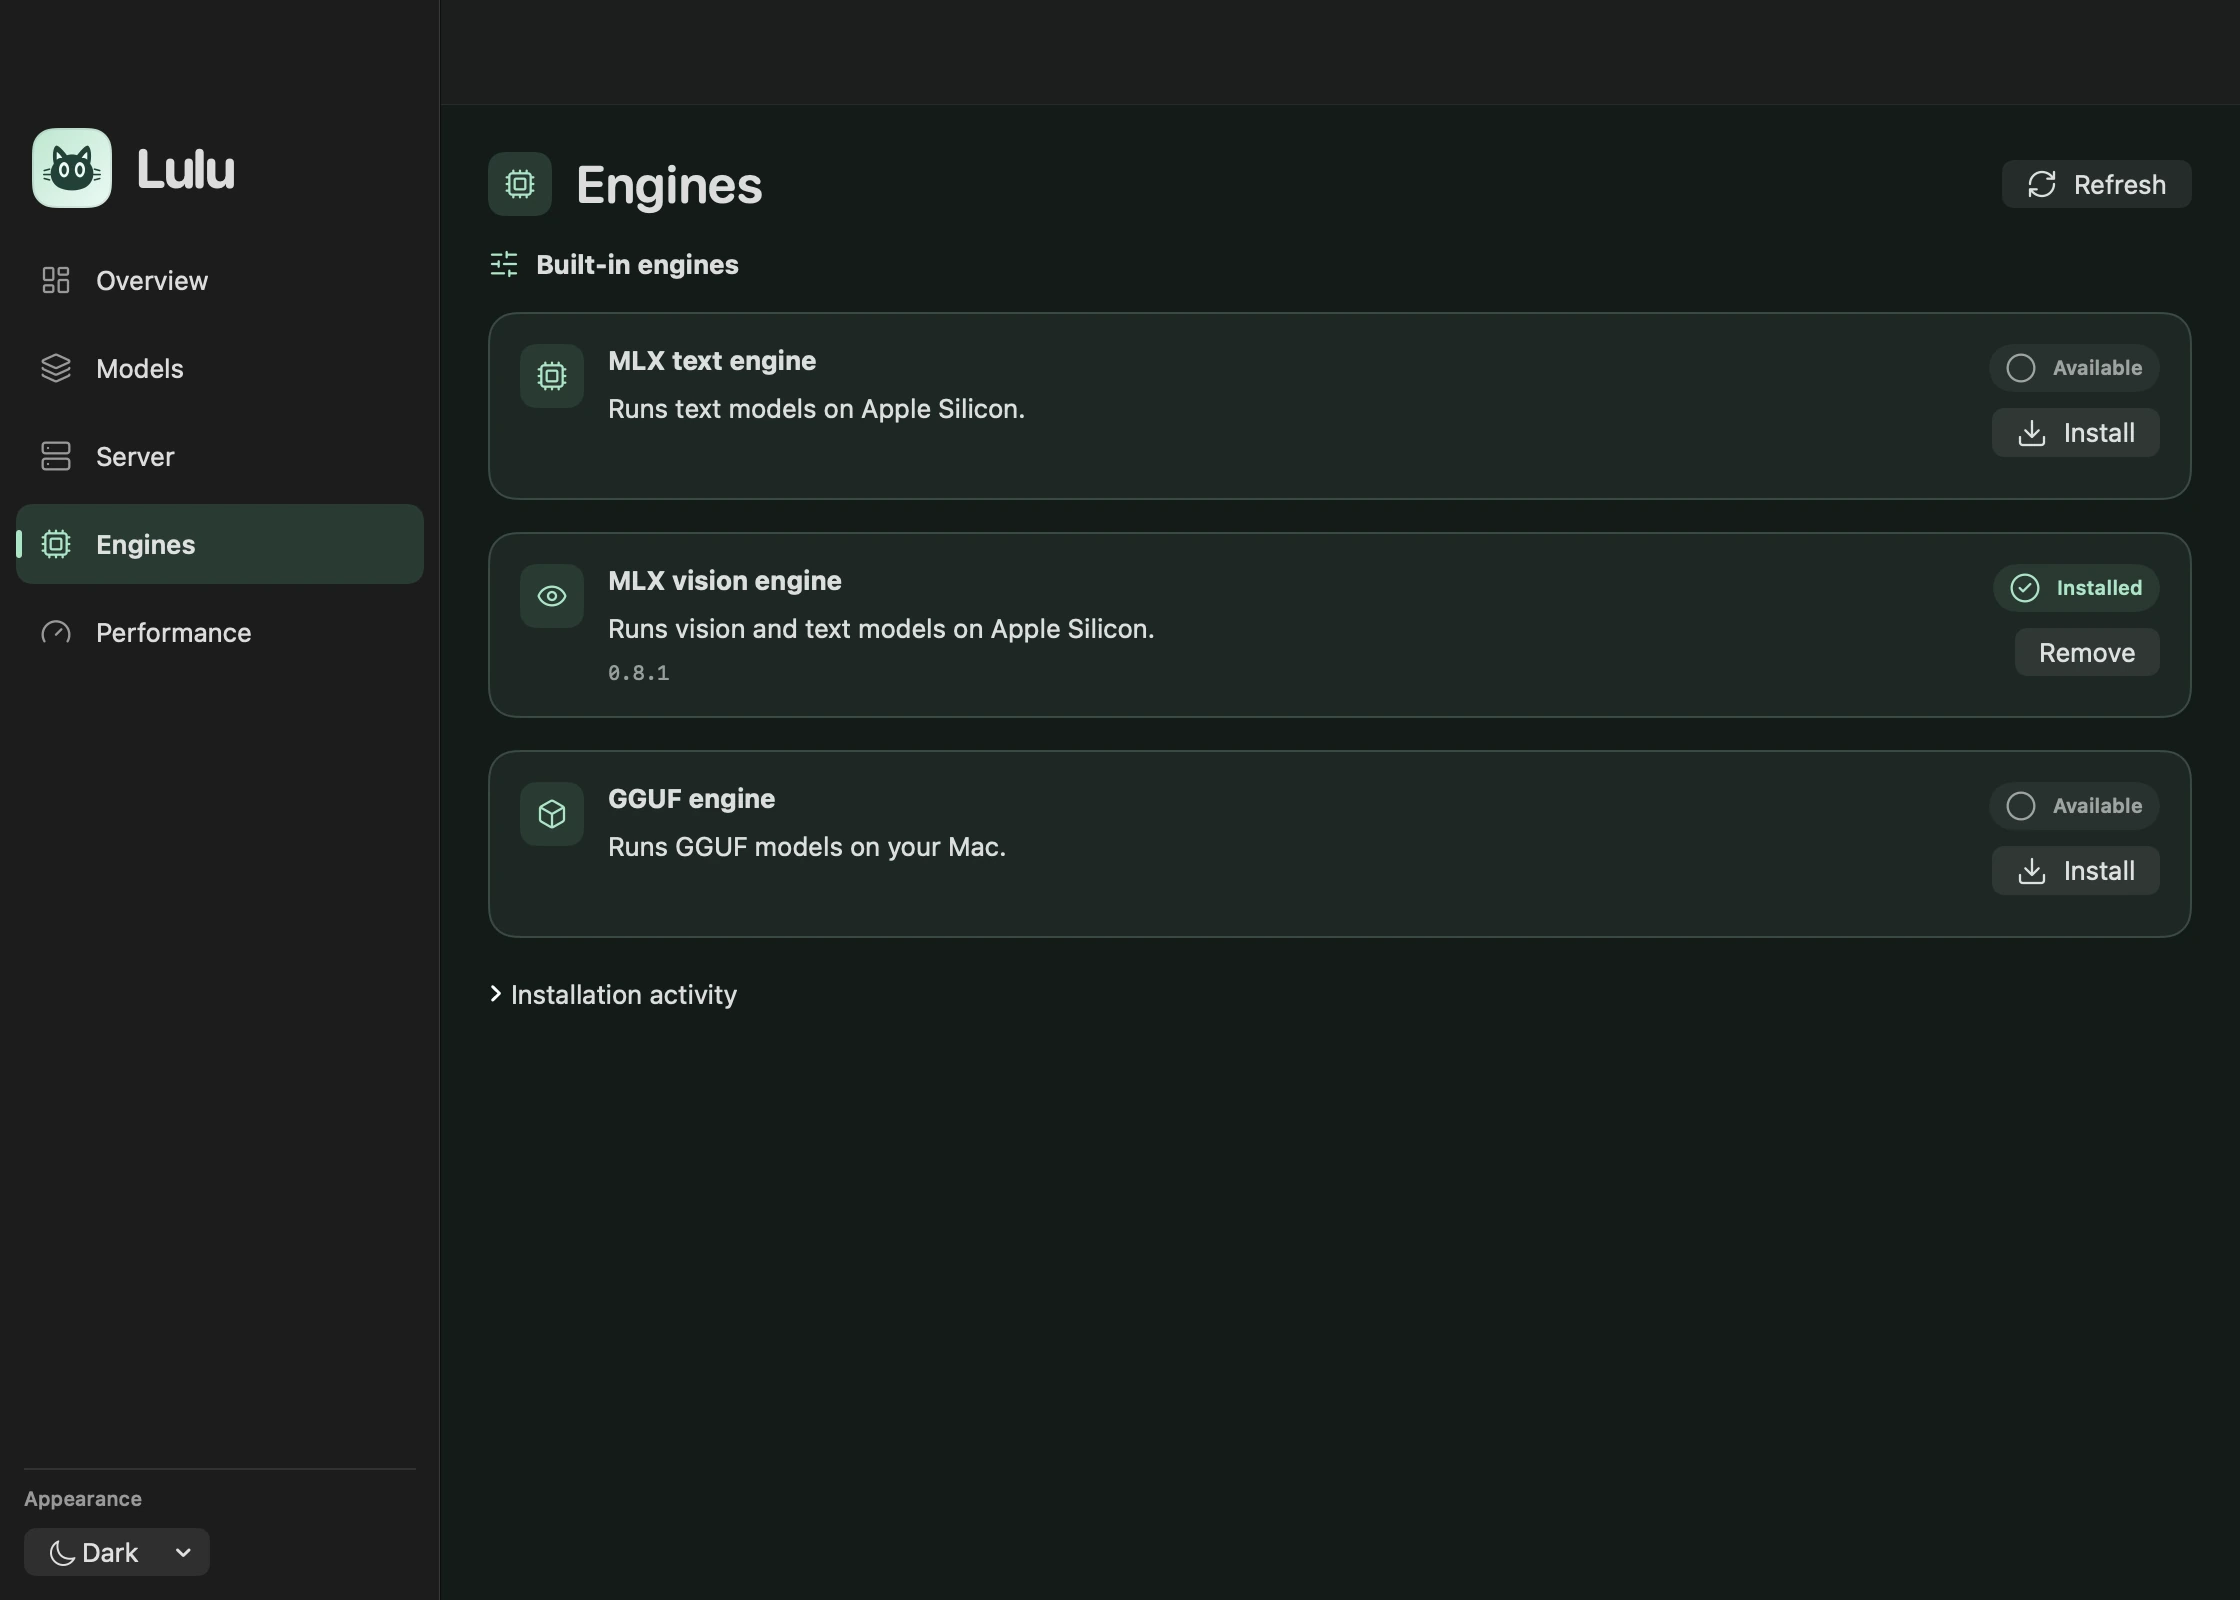 Lulu
Overview
Models
Server
Engines
Performance
Appearance
Dark
Engines
Refresh
Built-in engines
MLX text engine
Runs text models on Apple Silicon.
Available
Install
MLX vision engine
Runs vision and text models on Apple Silicon.
0.8.1
Installed
Remove
GGUF engine
Runs GGUF models on your Mac.
Available
Install
Installation activity